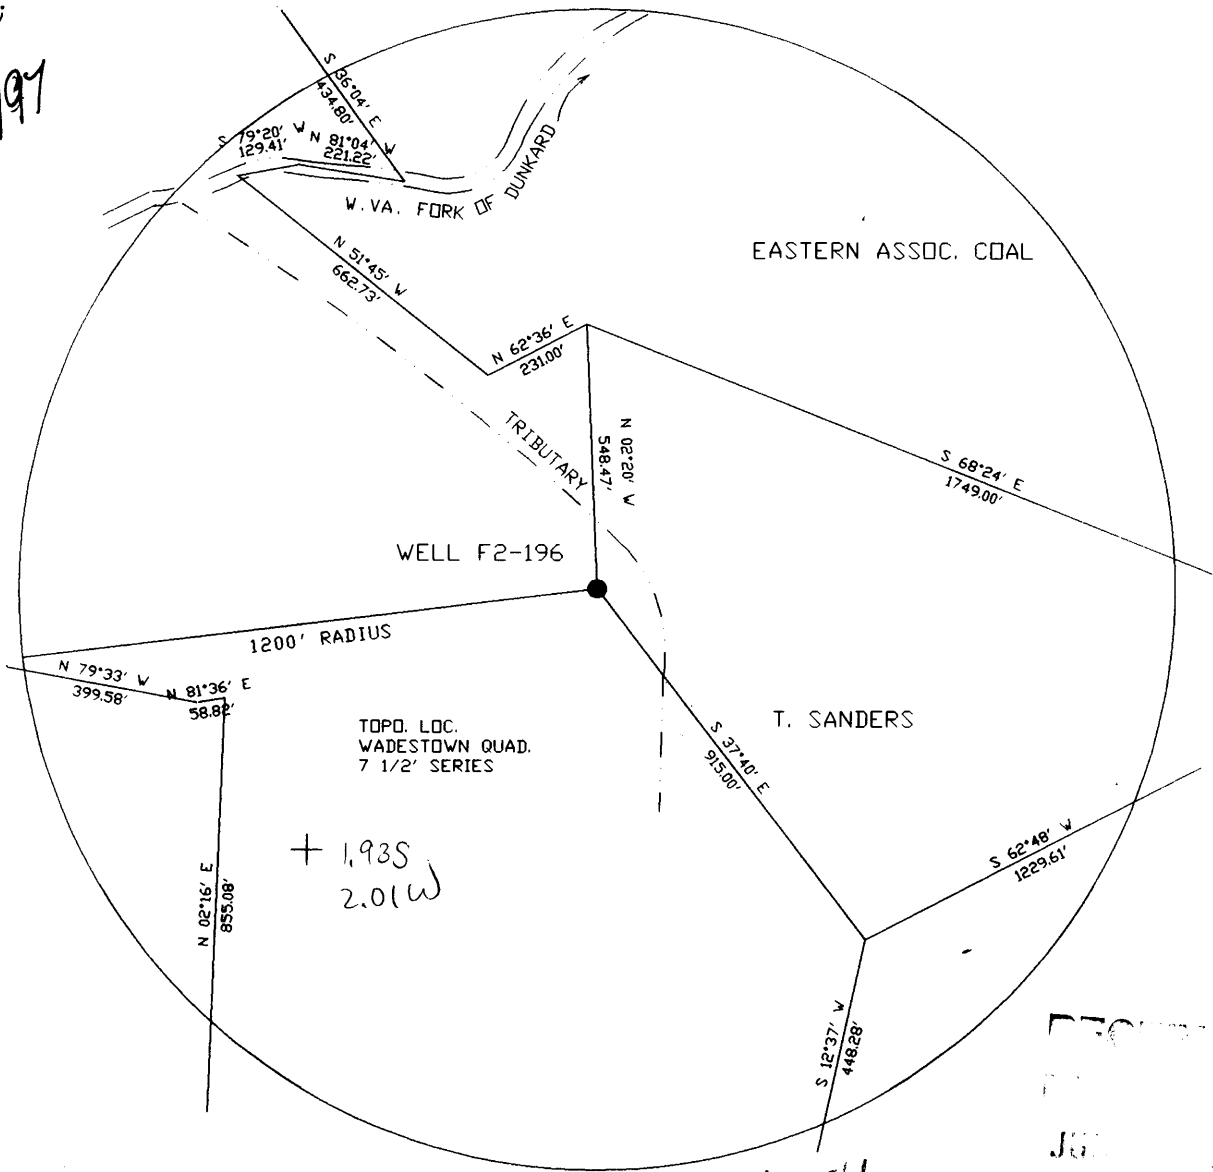 97
S 36°04' E
434.80'
S 79°20' W
129.41'
N 81°04' W
221.22'
W.VA. FORK OF DUNKARD
N 51°45' W
662.73'
EASTERN ASSOC. COAL
N 62°36' E
231.00'
TRIBUTARY
N 02°20' W
548.47'
S 68°24' E
1749.00'
WELL F2-196
1200' RADIUS
N 79°33' W
399.58'
N 81°36' E
58.82'
TOPO. LOC.
WADESTOWN QUAD.
7 1/2' SERIES
T. SANDERS
S 37°40' E
915.00'
+ 1.93S
2.01W
S 62°48' W
1229.61'
N 02°16' E
855.08'
S 12°37' W
448.28'